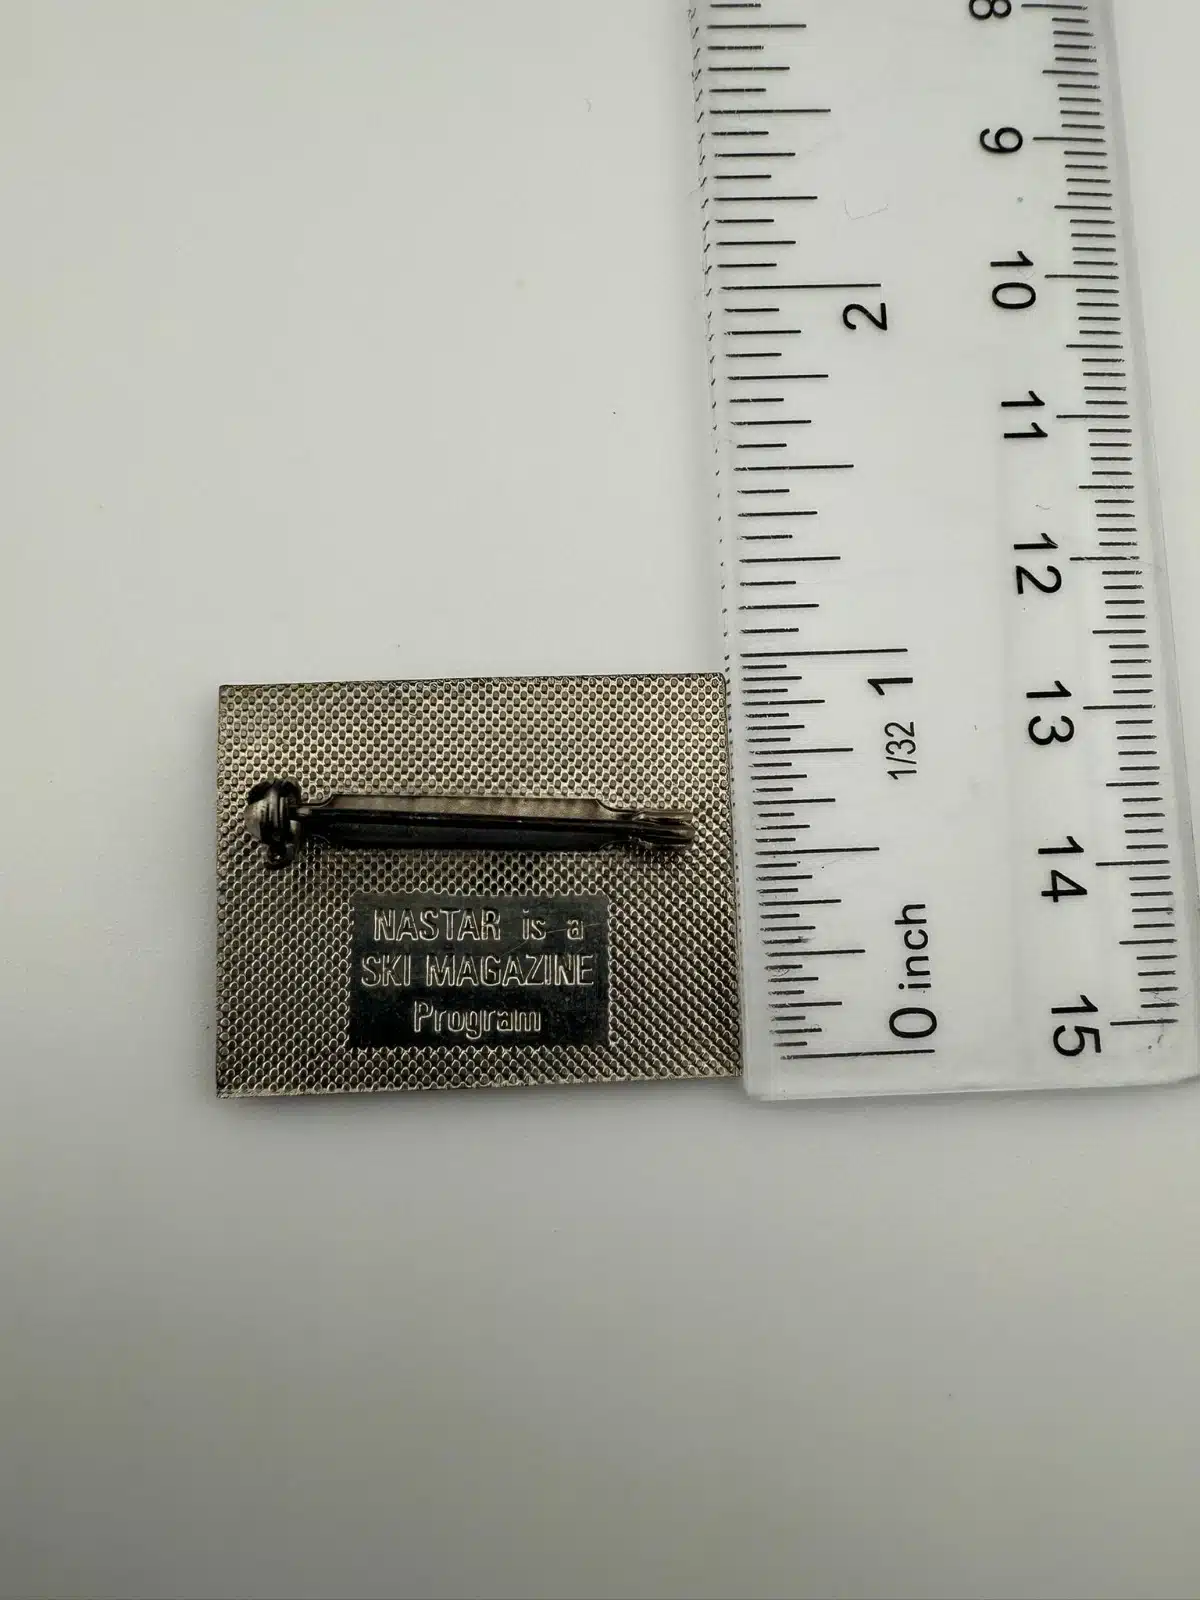 NASTAR is a
SKI MAGAZINE
Program
8
9
10
11
12
13
14
15
2
1
1/32
0 inch